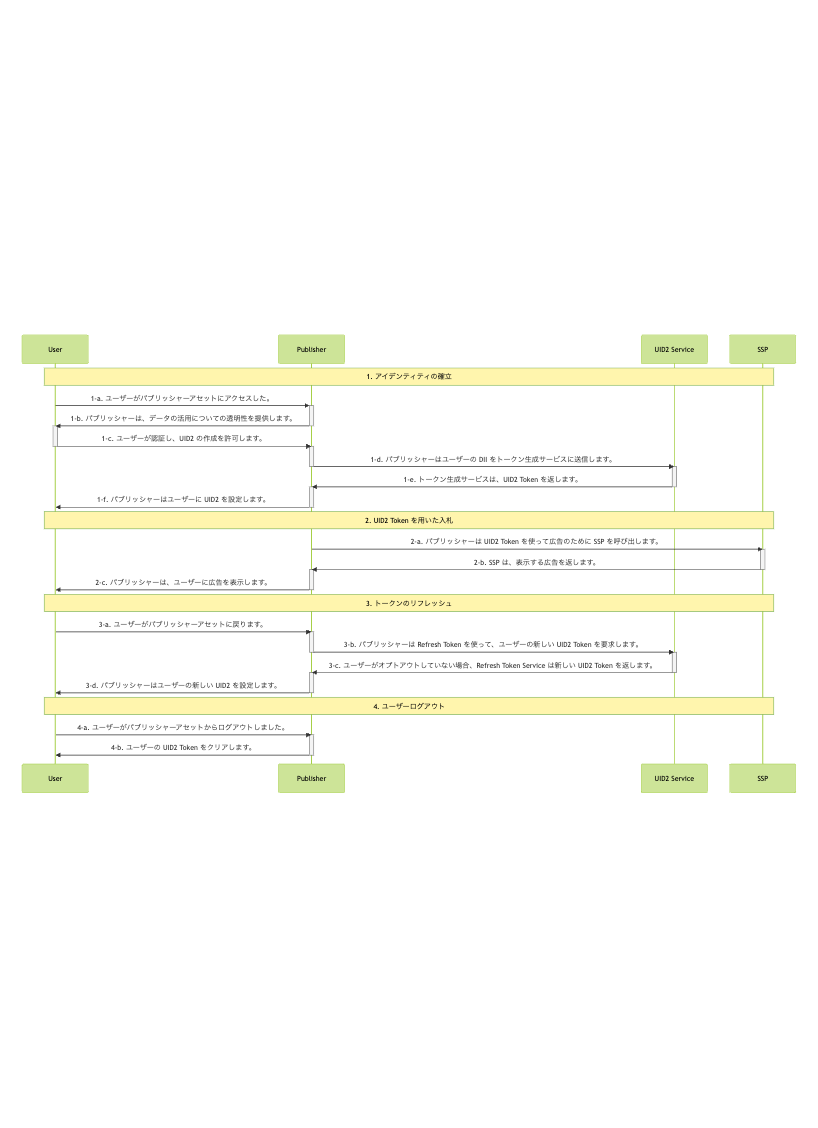 User Publisher UID2 Service SSP
1. アイデンティティの確立
1-a. ユーザーがパブリッシャーアセットにアクセスした。
1-b. パブリッシャーは、データの活用についての透明性を提供します。
1-c. ユーザーが認証し、UID2 の作成を許可します。
1-d. パブリッシャーはユーザーの DII をトークン生成サービスに送信します。
1-e. トークン生成サービスは、UID2 Token を返します。
1-f. パブリッシャーはユーザーに UID2 を設定します。
2. UID2 Token を用いた入札
2-a. パブリッシャーは UID2 Token を使って広告のために SSP を呼び出します。
2-b. SSP は、表示する広告を返します。
2-c. パブリッシャーは、ユーザーに広告を表示します。
3. トークンのリフレッシュ
3-a. ユーザーがパブリッシャーアセットに戻ります。
3-b. パブリッシャーは Refresh Token を使って、ユーザーの新しい UID2 Token を要求します。
3-c. ユーザーがオプトアウトしていない場合、Refresh Token Service は新しい UID2 Token を返します。
3-d. パブリッシャーはユーザーの新しい UID2 を設定します。
4. ユーザーログアウト
4-a. ユーザーがパブリッシャーアセットからログアウトしました。
4-b. ユーザーの UID2 Token をクリアします。
User Publisher UID2 Service SSP